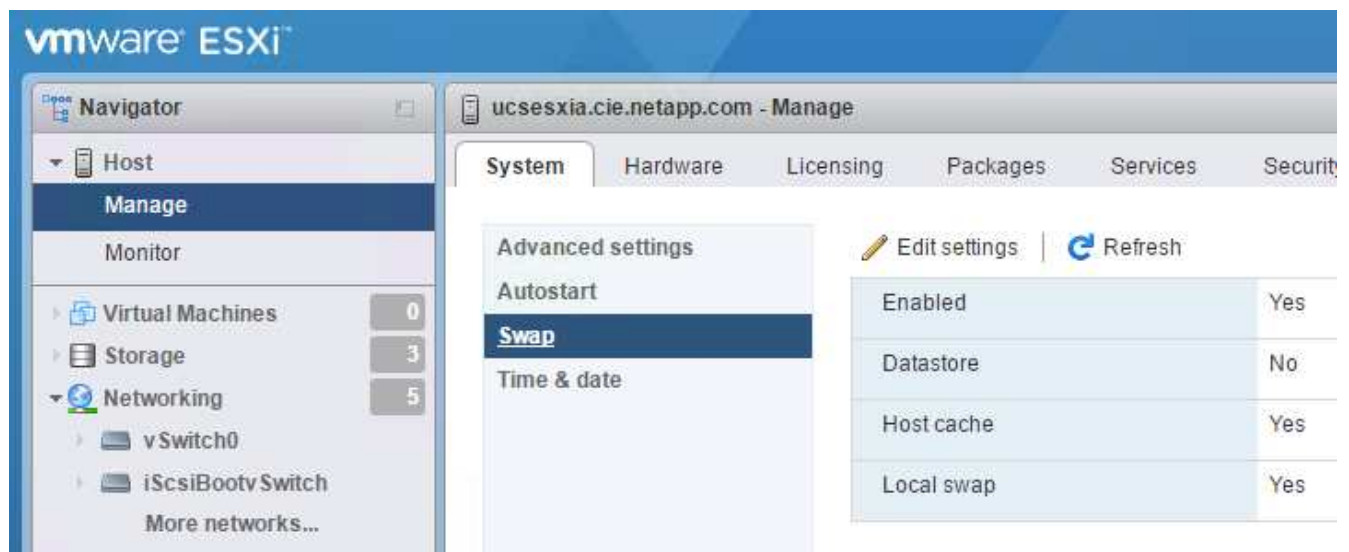 vmware ESXi™
Navigator
ucsesxia.cie.netapp.com - Manage
Host
Manage
Monitor
Virtual Machines 0
Storage 3
Networking 5
vSwitch0
iScsiBootvSwitch
More networks...
System Hardware Licensing Packages Services Security
Advanced settings
Autostart
Swap
Time & date
Edit settings | Refresh
Enabled Yes
Datastore No
Host cache Yes
Local swap Yes